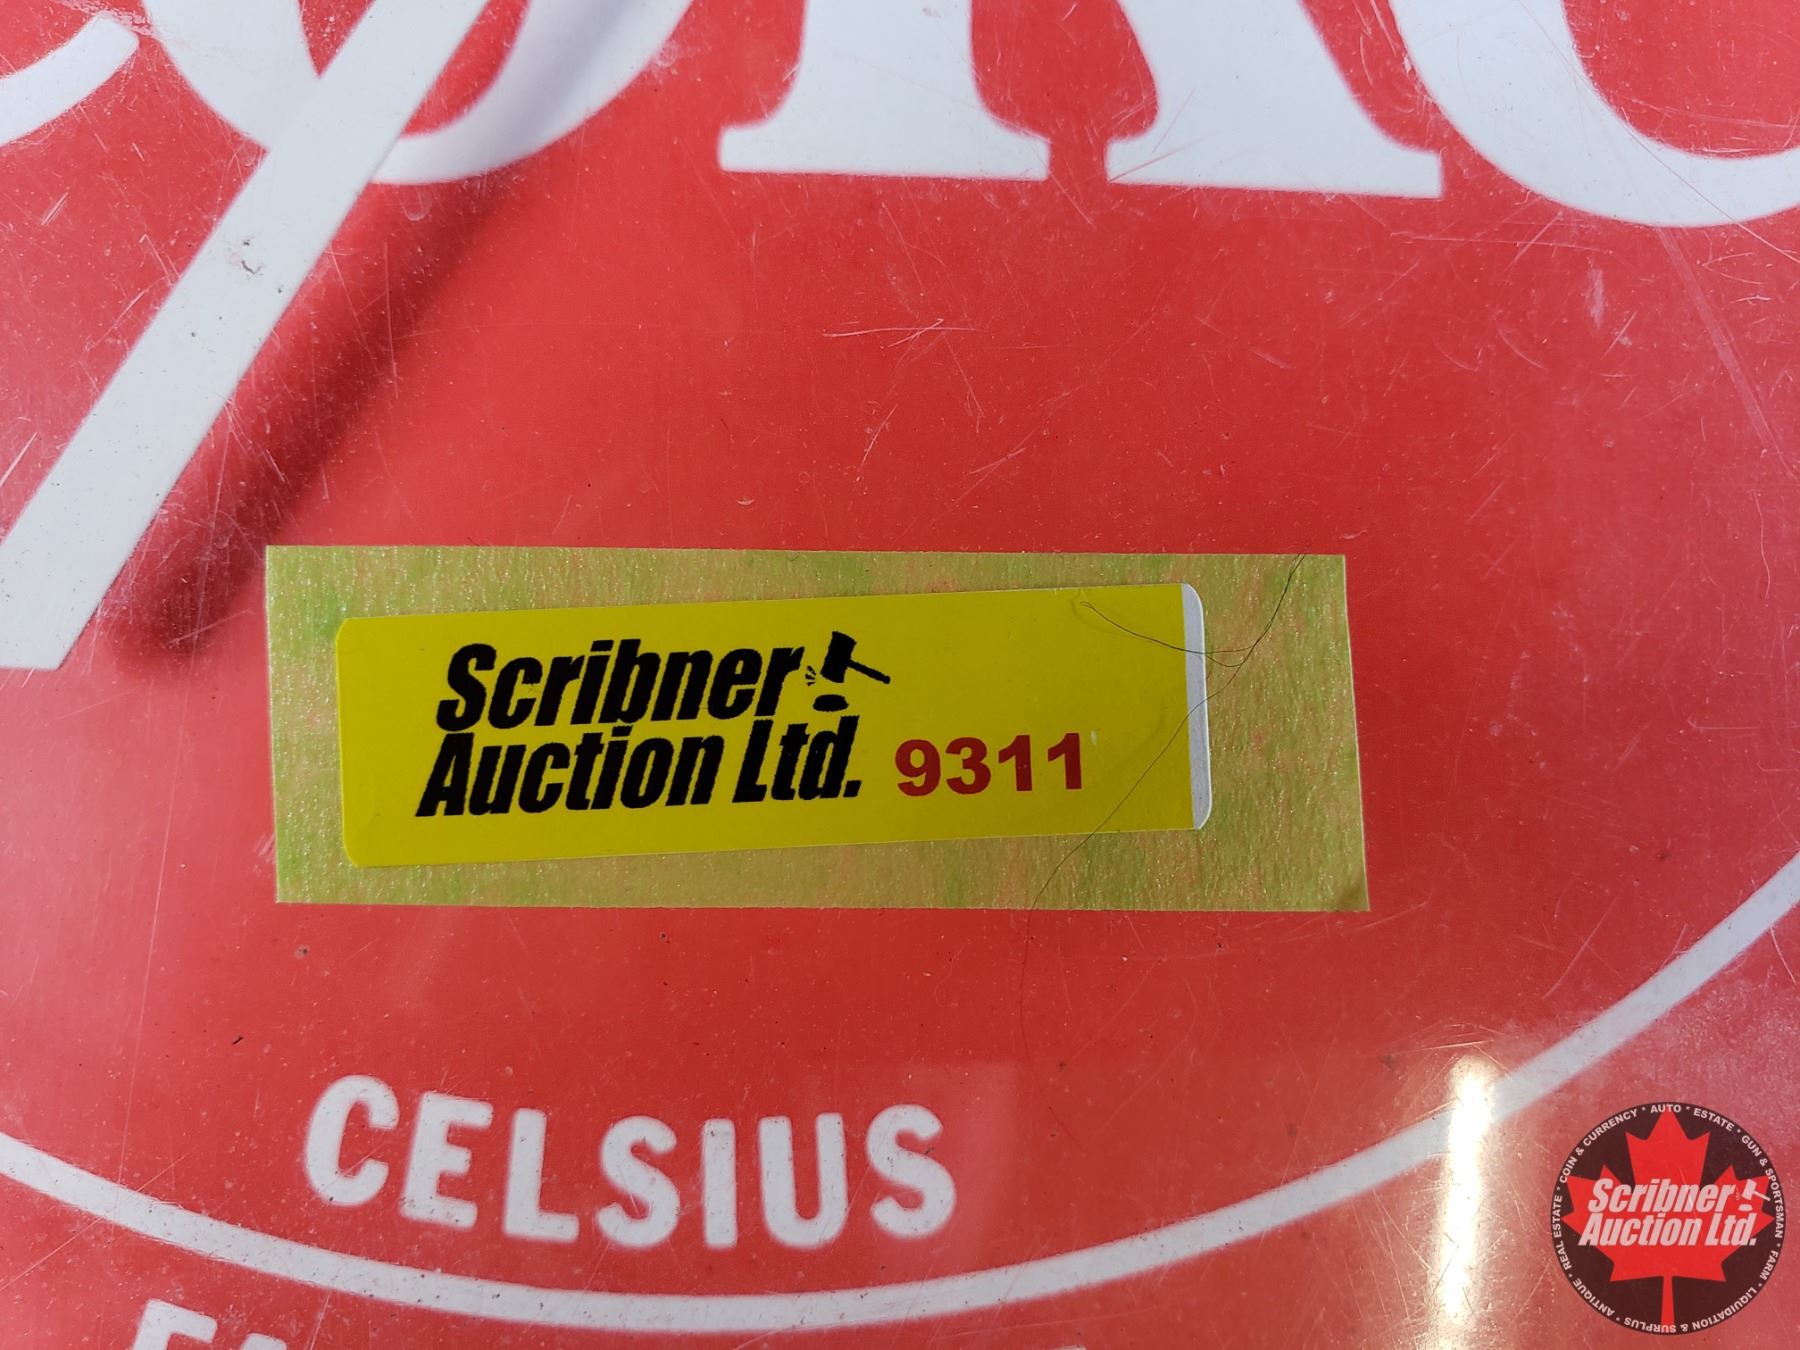 Scribner
Auction Ltd. 9311
CELSIUS
Scribner
Auction Ltd.
ANTIQUE * REAL ESTATE * COIN & CURRENCY * AUTO * ESTATE * GUN & SPORTSMAN * FARM * LIQUIDATION & SURPLUS *